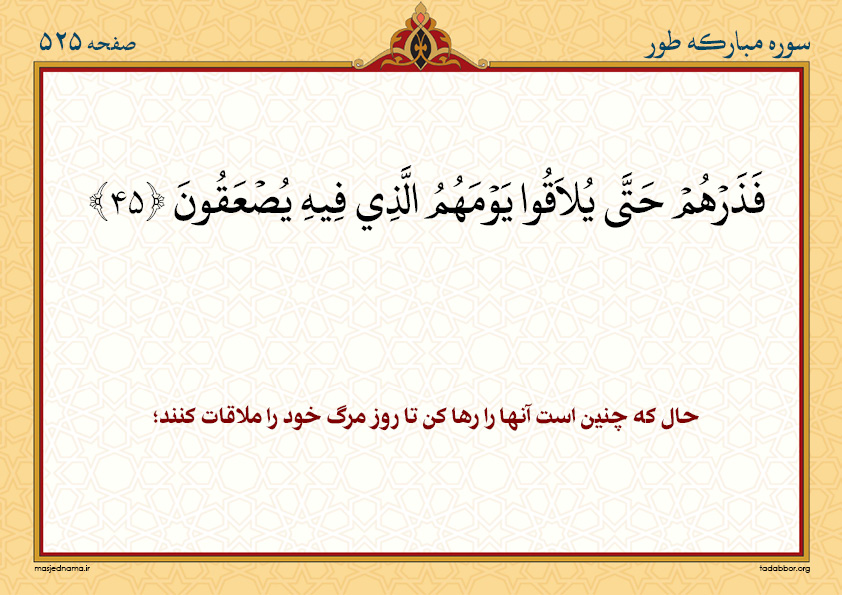 سوره مبارکه طور
صفحه ۵۲۵
فَذَرْهُمْ حَتَّى يُلاَقُوا يَوْمَهُمُ الَّذِي فِيهِ يُصْعَقُونَ ﴿۴۵﴾
حال که چنین است آنها را رها کن تا روز مرگ خود را ملاقات کنند؛
masjednama.ir
tadabbor.org